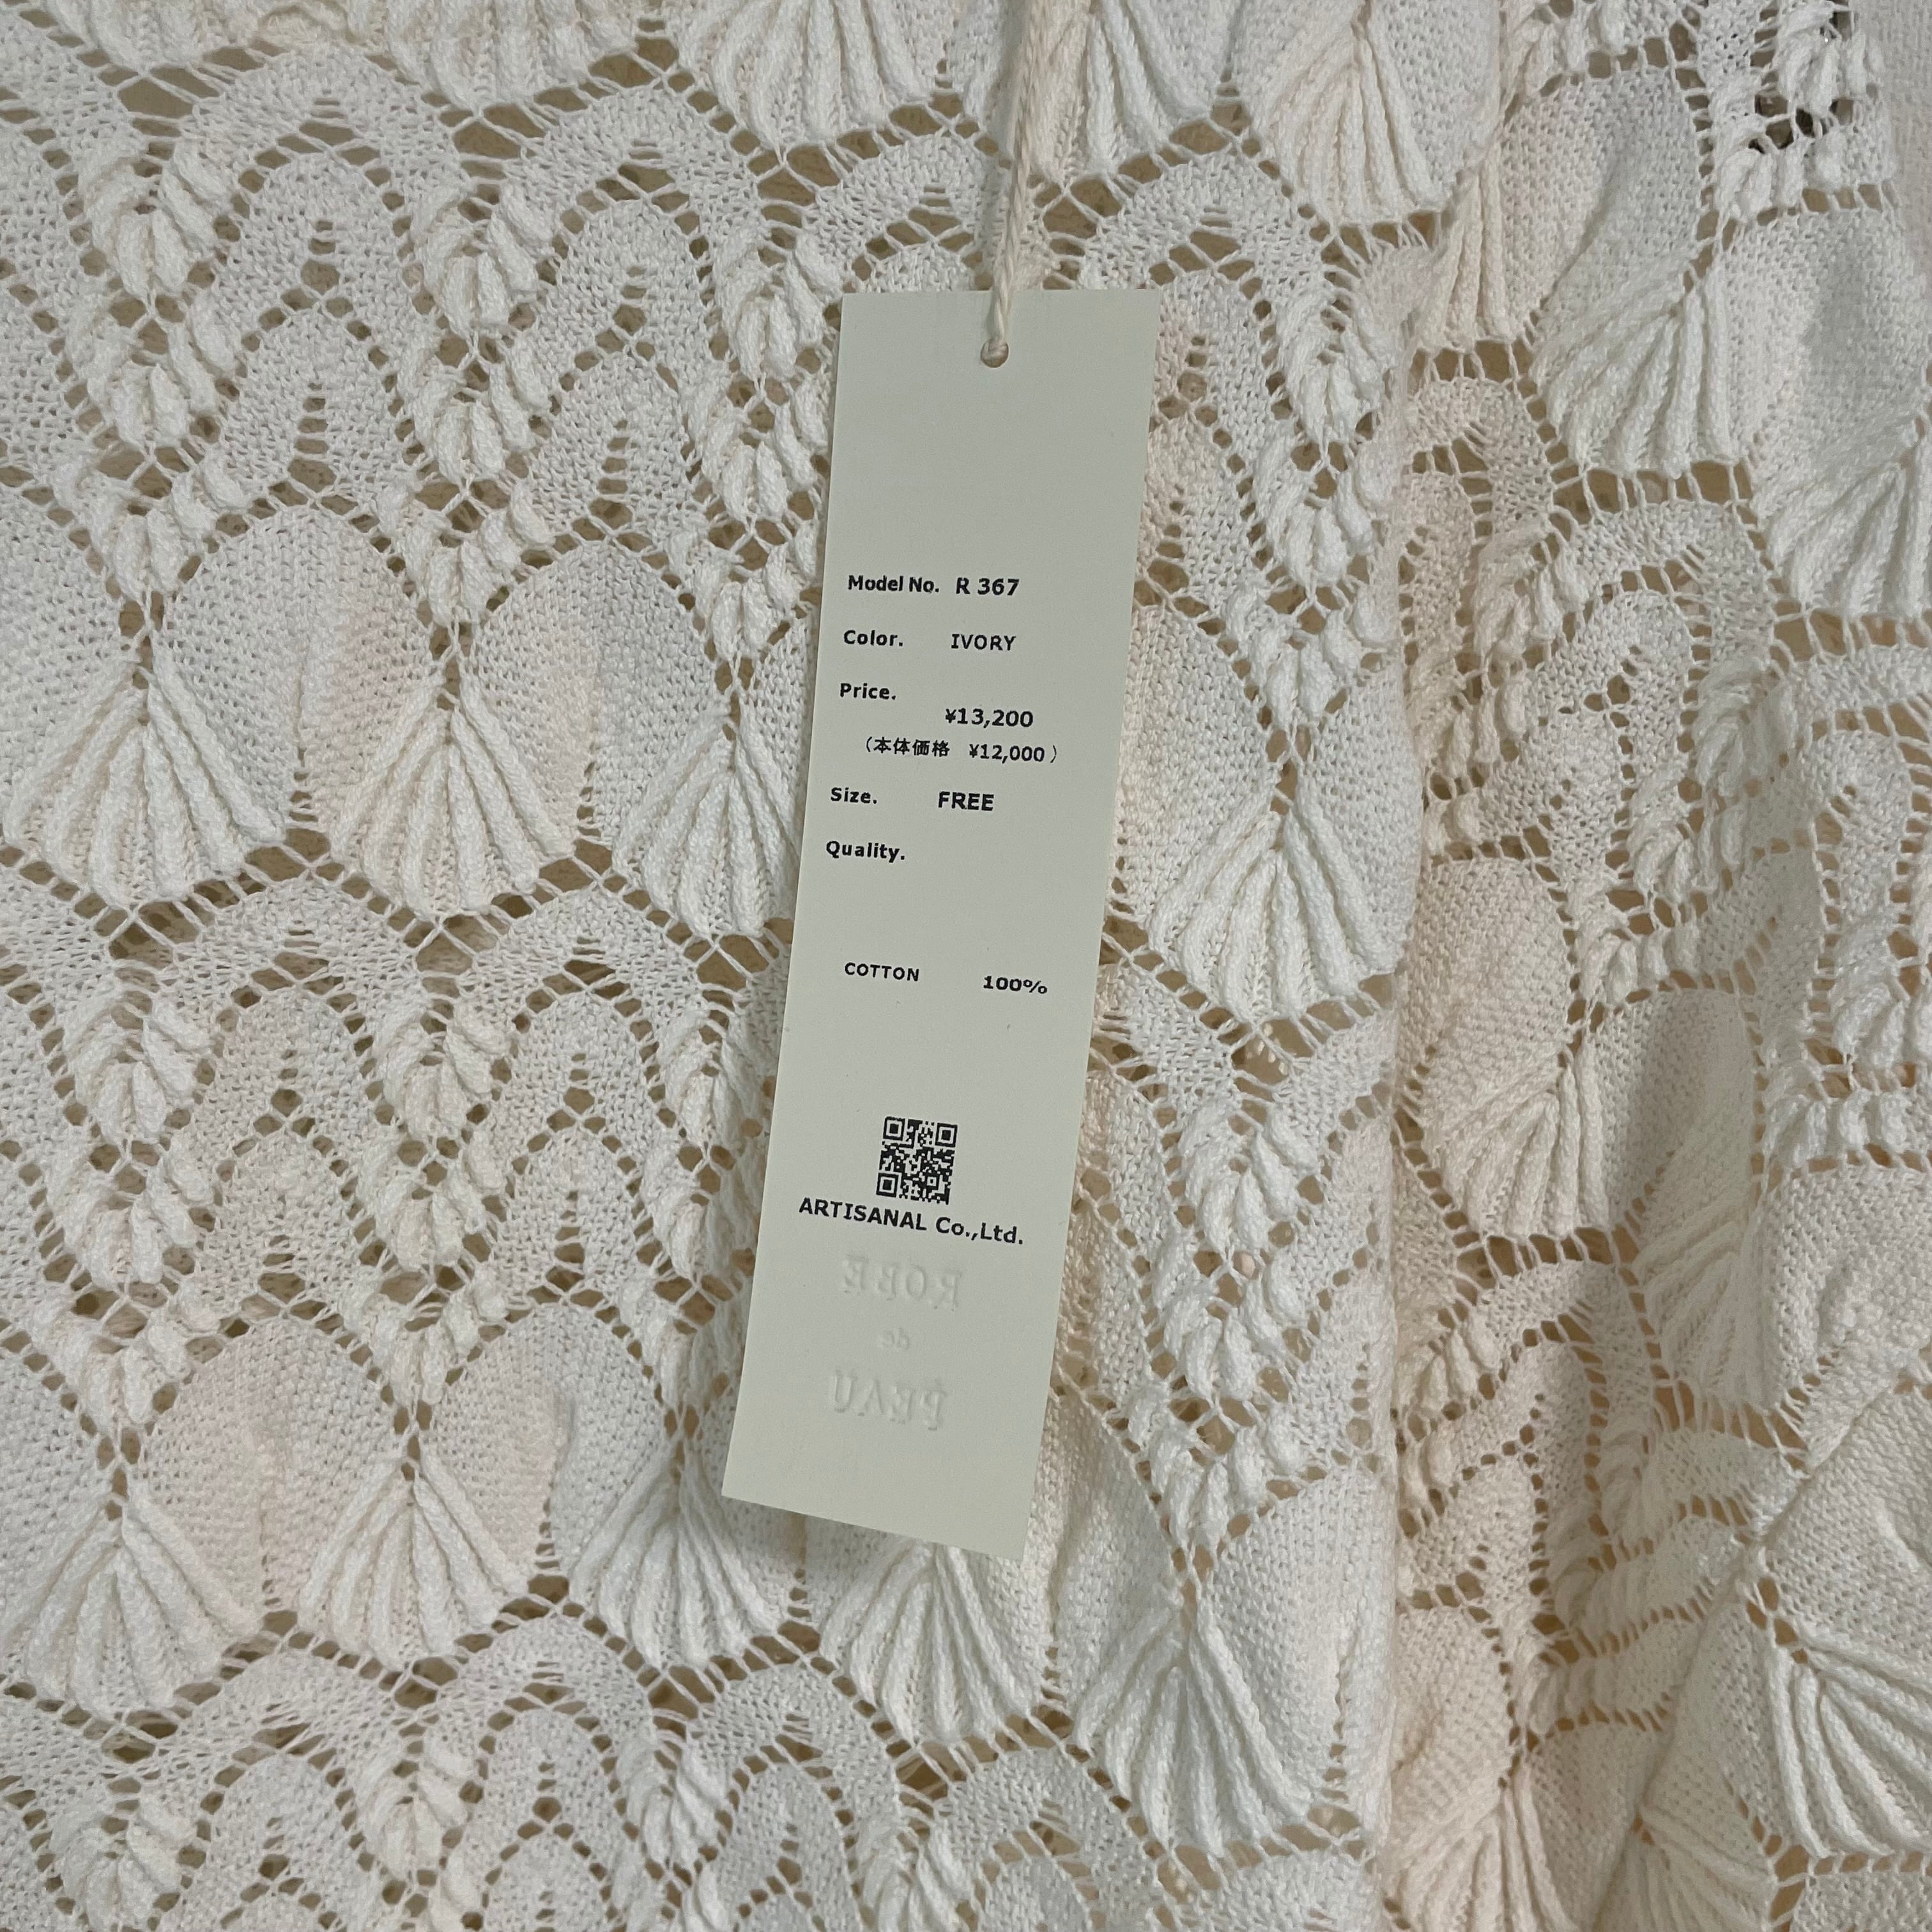 Model No. R 367
Color. IVORY
Price.
¥13,200
(本体価格 ¥12,000)
Size. FREE
Quality.
COTTON 100%
ARTISANAL Co.,Ltd.
ROBE
de
PEAU